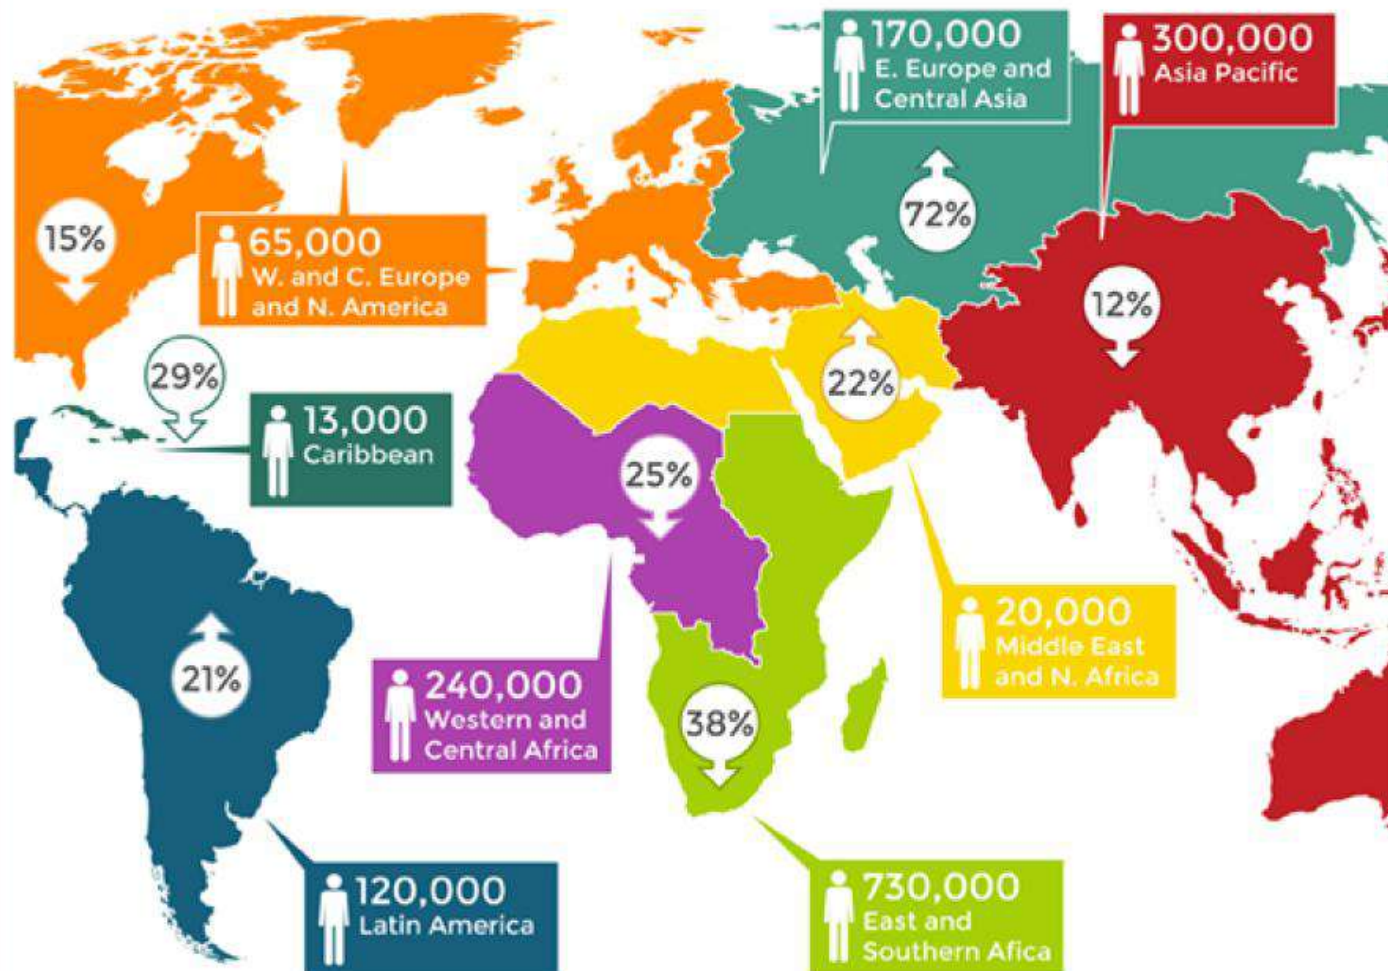 170,000
E. Europe and
Central Asia
300,000
Asia Pacific
15%
65,000
W. and C. Europe
and N. America
72%
12%
29%
13,000
Caribbean
22%
25%
21%
240,000
Western and
Central Africa
38%
20,000
Middle East
and N. Africa
120,000
Latin America
730,000
East and
Southern Afica